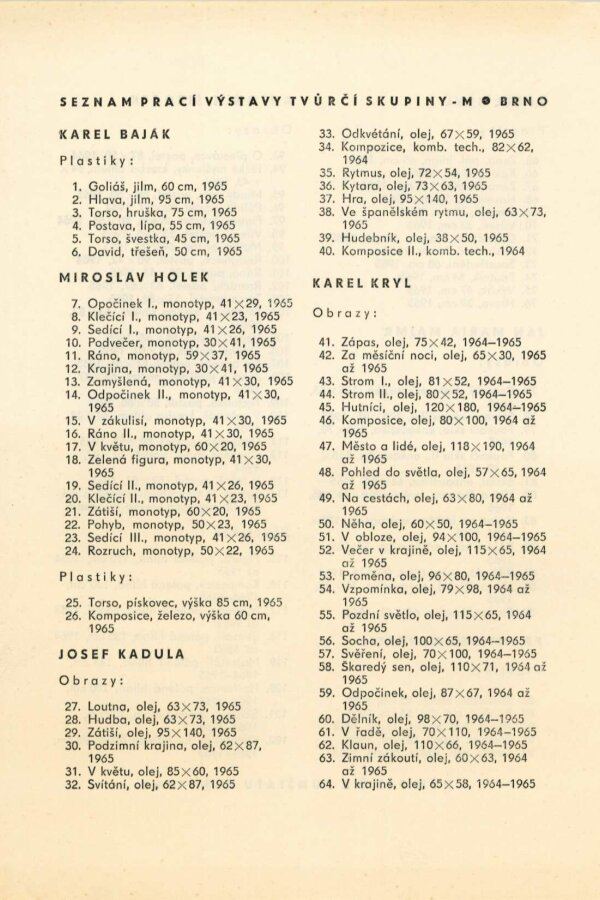 SEZNAM PRACÍ VÝSTAVY TVŮRČÍ SKUPINY - M BRNO
KAREL BAJÁK
Plastiky:
1. Goliáš, jilm, 60 cm, 1965
2. Hlava, jilm, 95 cm, 1965
3. Torso, hruška, 75 cm, 1965
4. Postava, lípa, 55 cm, 1965
5. Torso, švestka, 45 cm, 1965
6. David, třešeň, 50 cm, 1965
MIROSLAV HOLEK
7. Opočinek I., monotyp, 41×29, 1965
8. Klečící I., monotyp, 41×23, 1965
9. Sedící I., monotyp, 41×26, 1965
10. Podvečer, monotyp, 30×41, 1965
11. Ráno, monotyp, 59×37, 1965
12. Krajina, monotyp, 30×41, 1965
13. Zamyšlená, monotyp, 41×30, 1965
14. Odpočinek II., monotyp, 41×30,
1965
15. V zákulisí, monotyp, 41×30, 1965
16. Ráno II., monotyp, 41×30, 1965
17. V květu, monotyp, 60×20, 1965
18. Zelená figura, monotyp, 41×30,
1965
19. Sedící II., monotyp, 41×26, 1965
20. Klečící II., monotyp, 41×23, 1965
21. Zátiší, monotyp, 60×20, 1965
22. Pohyb, monotyp, 50×23, 1965
23. Sedící III., monotyp, 41×26, 1965
24. Rozruch, monotyp, 50×22, 1965
Plastiky:
25. Torso, pískovec, výška 85 cm, 1965
26. Komposice, železo, výška 60 cm,
1965
JOSEF KADULA
Obrazy:
27. Loutna, olej, 63×73, 1965
28. Hudba, olej, 63×73, 1965
29. Zátiší, olej, 95×140, 1965
30. Podzimní krajina, olej, 62×87,
1965
31. V květu, olej, 85×60, 1965
32. Svítání, olej, 62×87, 1965
33. Odkvétání, olej, 67×59, 1965
34. Kompozice, komb. tech., 82×62,
1964
35. Rytmus, olej, 72×54, 1965
36. Kytara, olej, 73×63, 1965
37. Hra, olej, 95×140, 1965
38. Ve španělském rytmu, olej, 63×73,
1965
39. Hudebník, olej, 38×50, 1965
40. Komposice II., komb. tech., 1964
KAREL KRYL
Obrazy:
41. Zápas, olej, 75×42, 1964–1965
42. Za měsíční noci, olej, 65×30, 1965
až 1965
43. Strom I., olej, 81×52, 1964–1965
44. Strom II., olej, 80×52, 1964–1965
45. Hutníci, olej, 120×180, 1964–1965
46. Komposice, olej, 80×100, 1964 až
1965
47. Město a lidé, olej, 118×190, 1964
až 1965
48. Pohled do světla, olej, 57×65, 1964
až 1965
49. Na cestách, olej, 63×80, 1964 až
1965
50. Něha, olej, 60×50, 1964–1965
51. V obloze, olej, 94×100, 1964–1965
52. Večer v krajině, olej, 115×65, 1964
až 1965
53. Proměna, olej, 96×80, 1964–1965
54. Vzpomínka, olej, 79×98, 1964 až
1965
55. Pozdní světlo, olej, 115×65, 1964
až 1965
56. Socha, olej, 100×65, 1964–1965
57. Svěření, olej, 70×100, 1964–1965
58. Škaredý sen, olej, 110×71, 1964 až
1965
59. Odpočinek, olej, 87×67, 1964 až
1965
60. Dělník, olej, 98×70, 1964–1965
61. V řadě, olej, 70×110, 1964–1965
62. Klaun, olej, 110×66, 1964–1965
63. Zimní zákoutí, olej, 60×63, 1964
až 1965
64. V krajině, olej, 65×58, 1964–1965